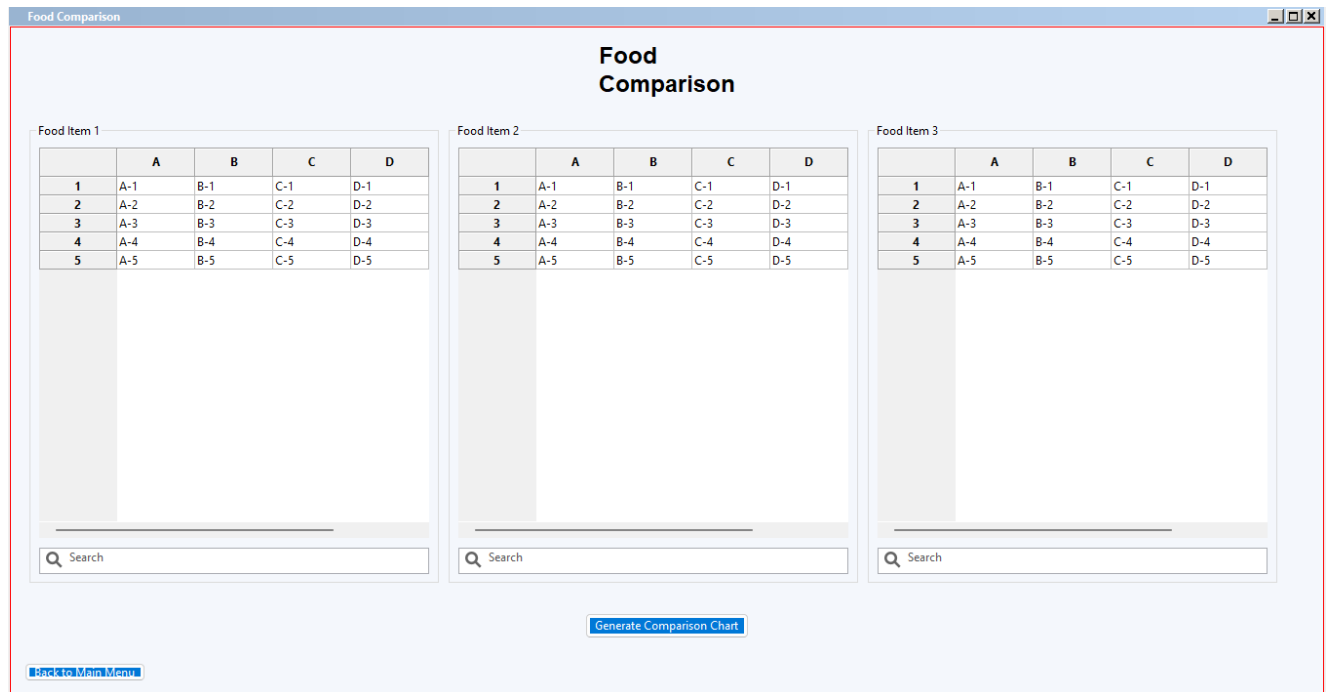 Food Comparison
Food
Comparison
Food Item 1
A B C D
1 A-1 B-1 C-1 D-1
2 A-2 B-2 C-2 D-2
3 A-3 B-3 C-3 D-3
4 A-4 B-4 C-4 D-4
5 A-5 B-5 C-5 D-5
Search
Food Item 2
A B C D
1 A-1 B-1 C-1 D-1
2 A-2 B-2 C-2 D-2
3 A-3 B-3 C-3 D-3
4 A-4 B-4 C-4 D-4
5 A-5 B-5 C-5 D-5
Search
Food Item 3
A B C D
1 A-1 B-1 C-1 D-1
2 A-2 B-2 C-2 D-2
3 A-3 B-3 C-3 D-3
4 A-4 B-4 C-4 D-4
5 A-5 B-5 C-5 D-5
Search
Generate Comparison Chart
Back to Main Menu